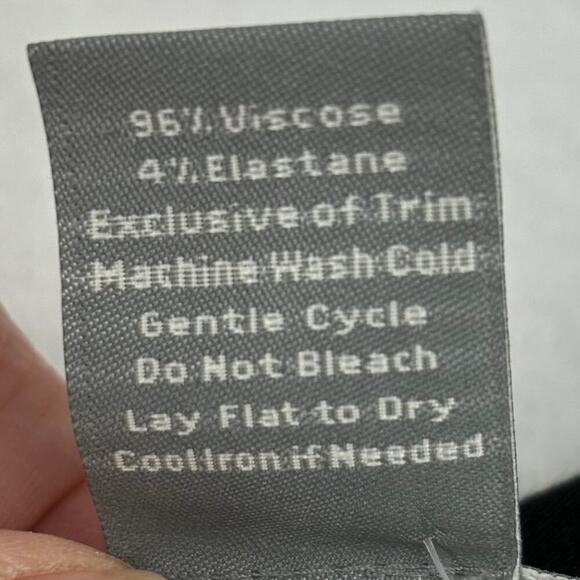 96% Viscose
4% Elastane
Exclusive of Trim
Machine Wash Cold
Gentle Cycle
Do Not Bleach
Lay Flat to Dry
Cool Iron if Needed